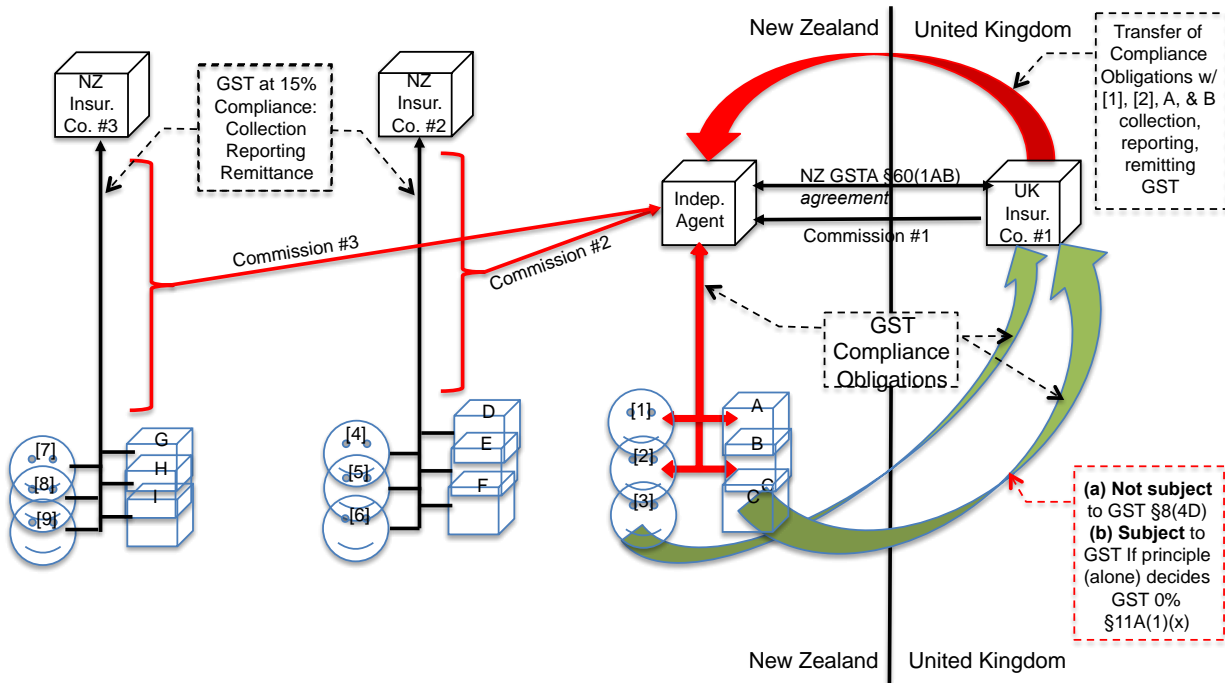 New Zealand
United Kingdom
NZ
Insur.
Co. #3
GST at 15%
Compliance:
Collection
Reporting
Remittance
NZ
Insur.
Co. #2
Transfer of
Compliance
Obligations w/
[1], [2], A, & B
collection,
reporting,
remitting
GST
Indep.
Agent
NZ GSTA §60(1AB)
agreement
Commission #1
UK
Insur.
Co. #1
Commission #3
Commission #2
GST
Compliance
Obligations
[7]
[8]
[9]
G
H
I
[4]
[5]
[6]
D
E
F
[1]
[2]
[3]
A
B
C
C
(a) Not subject
to GST §8(4D)
(b) Subject to
GST If principle
(alone) decides
GST 0%
§11A(1)(x)
New Zealand
United Kingdom